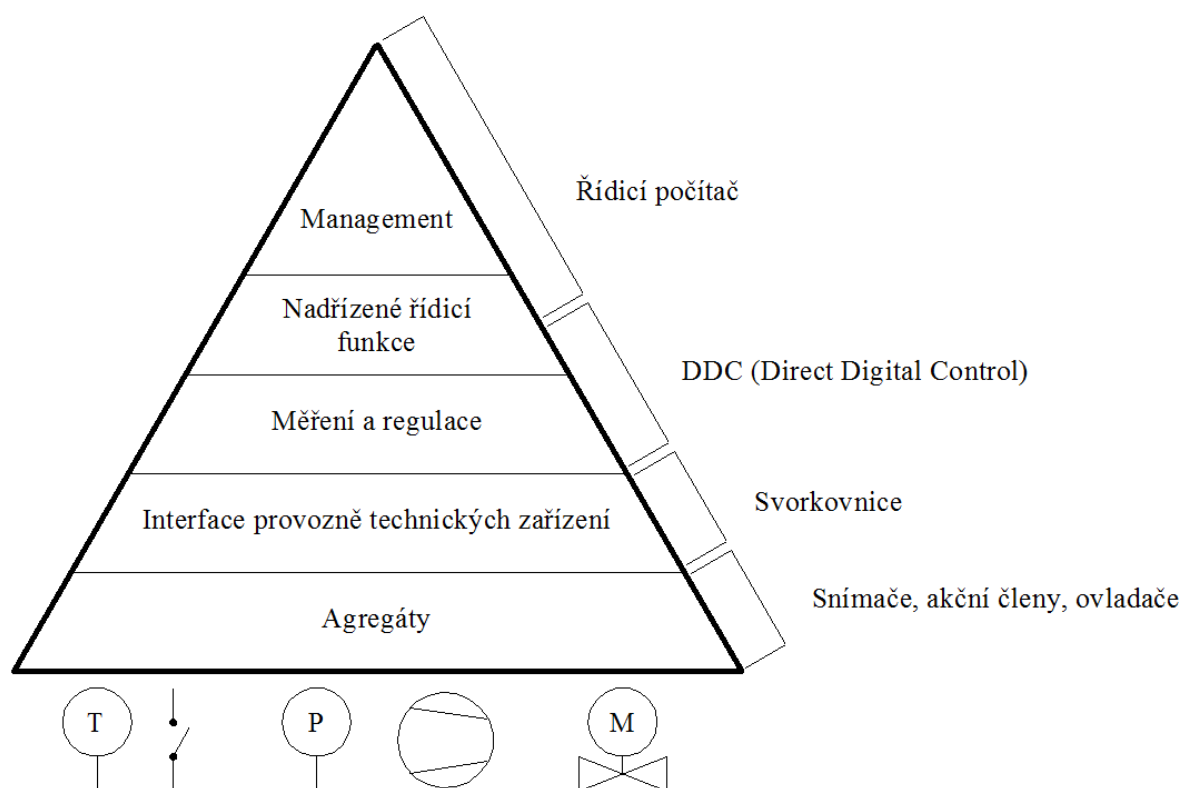 Řídicí počítač
Management
Nadřízené řídicí
funkce
DDC (Direct Digital Control)
Měření a regulace
Svorkovnice
Interface provozně technických zařízení
Snímače, akční členy, ovladače
Agregáty
T
P
M